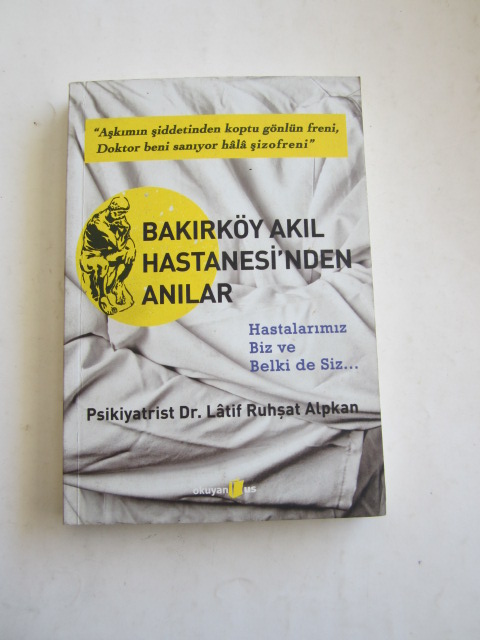 "Aşkımın şiddetinden koptu gönlün freni,
Doktor beni sanıyor hâlâ şizofreni"
BAKIRKÖY AKIL
HASTANESİ'NDEN
ANILAR
Hastalarımız
Biz ve
Belki de Siz...
Psikiyatrist Dr. Lâtif Ruhşat Alpkan
okuyan us